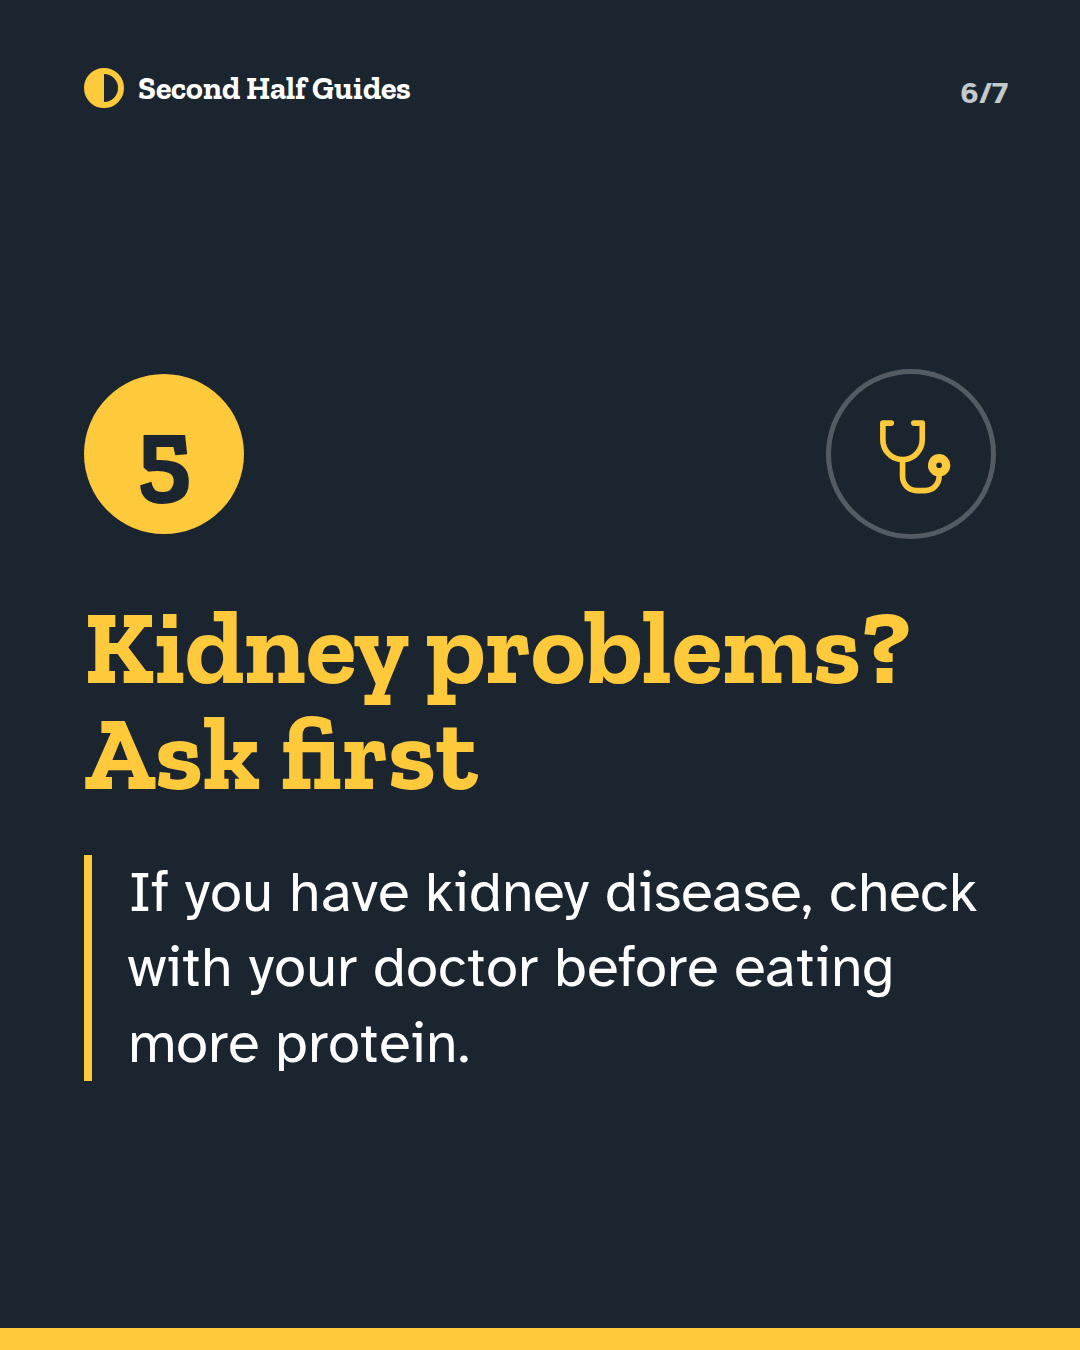 Second Half Guides
6/7
5
Kidney problems?
Ask first
If you have kidney disease, check
with your doctor before eating
more protein.